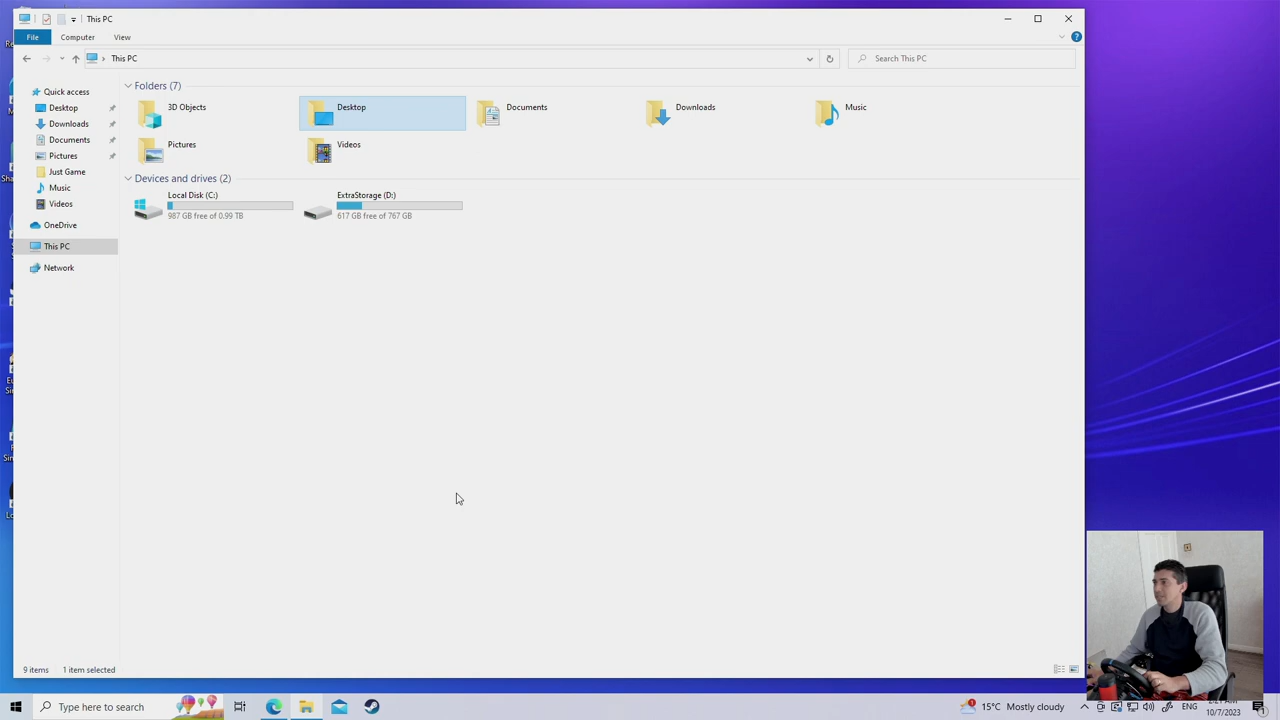 This PC
File Computer View
This PC
Search This PC
Quick access
Desktop
Downloads
Documents
Pictures
Just Game
Music
Videos
OneDrive
This PC
Network
Folders (7)
3D Objects
Desktop
Documents
Downloads
Music
Pictures
Videos
Devices and drives (2)
Local Disk (C:)
987 GB free of 0.99 TB
ExtraStorage (D:)
617 GB free of 767 GB
9 items 1 item selected
Type here to search
15°C Mostly cloudy
ENG
10/7/2023